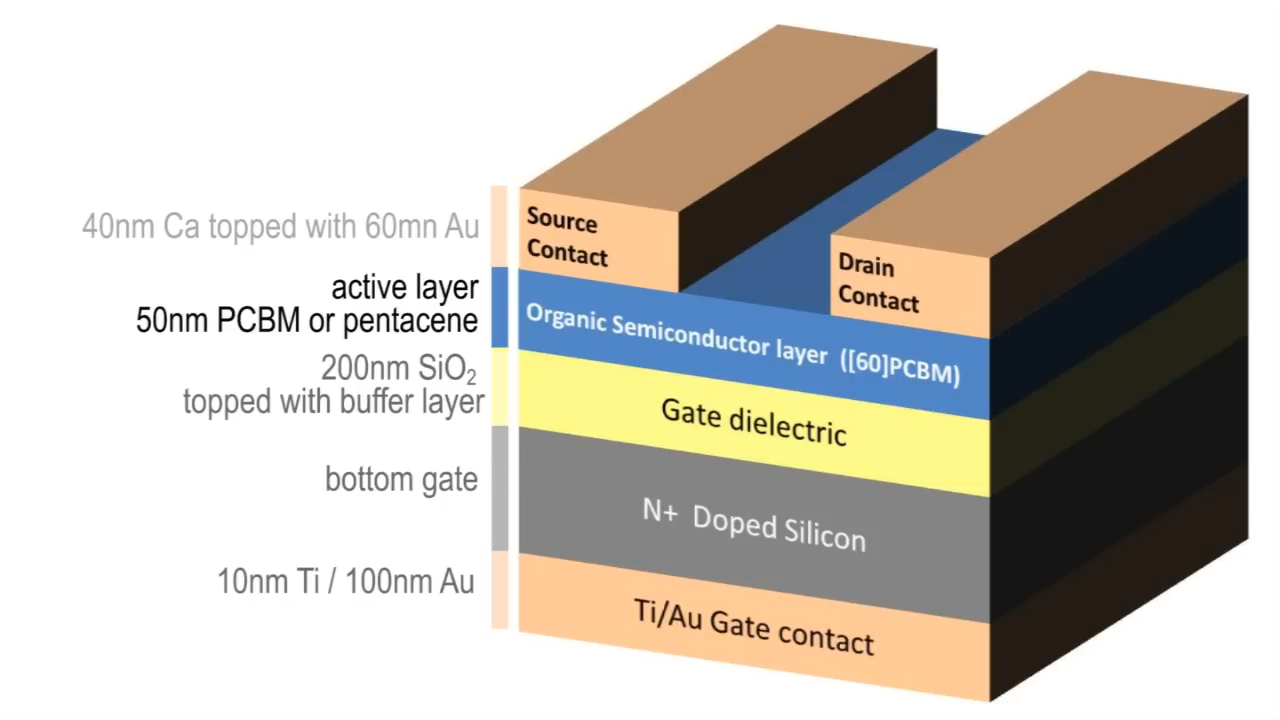 40nm Ca topped with 60mn Au
active layer
50nm PCBM or pentacene
200nm SiO₂
topped with buffer layer
bottom gate
10nm Ti / 100nm Au
Source
Contact
Drain
Contact
Organic Semiconductor layer ([60]PCBM)
Gate dielectric
N+ Doped Silicon
Ti/Au Gate contact